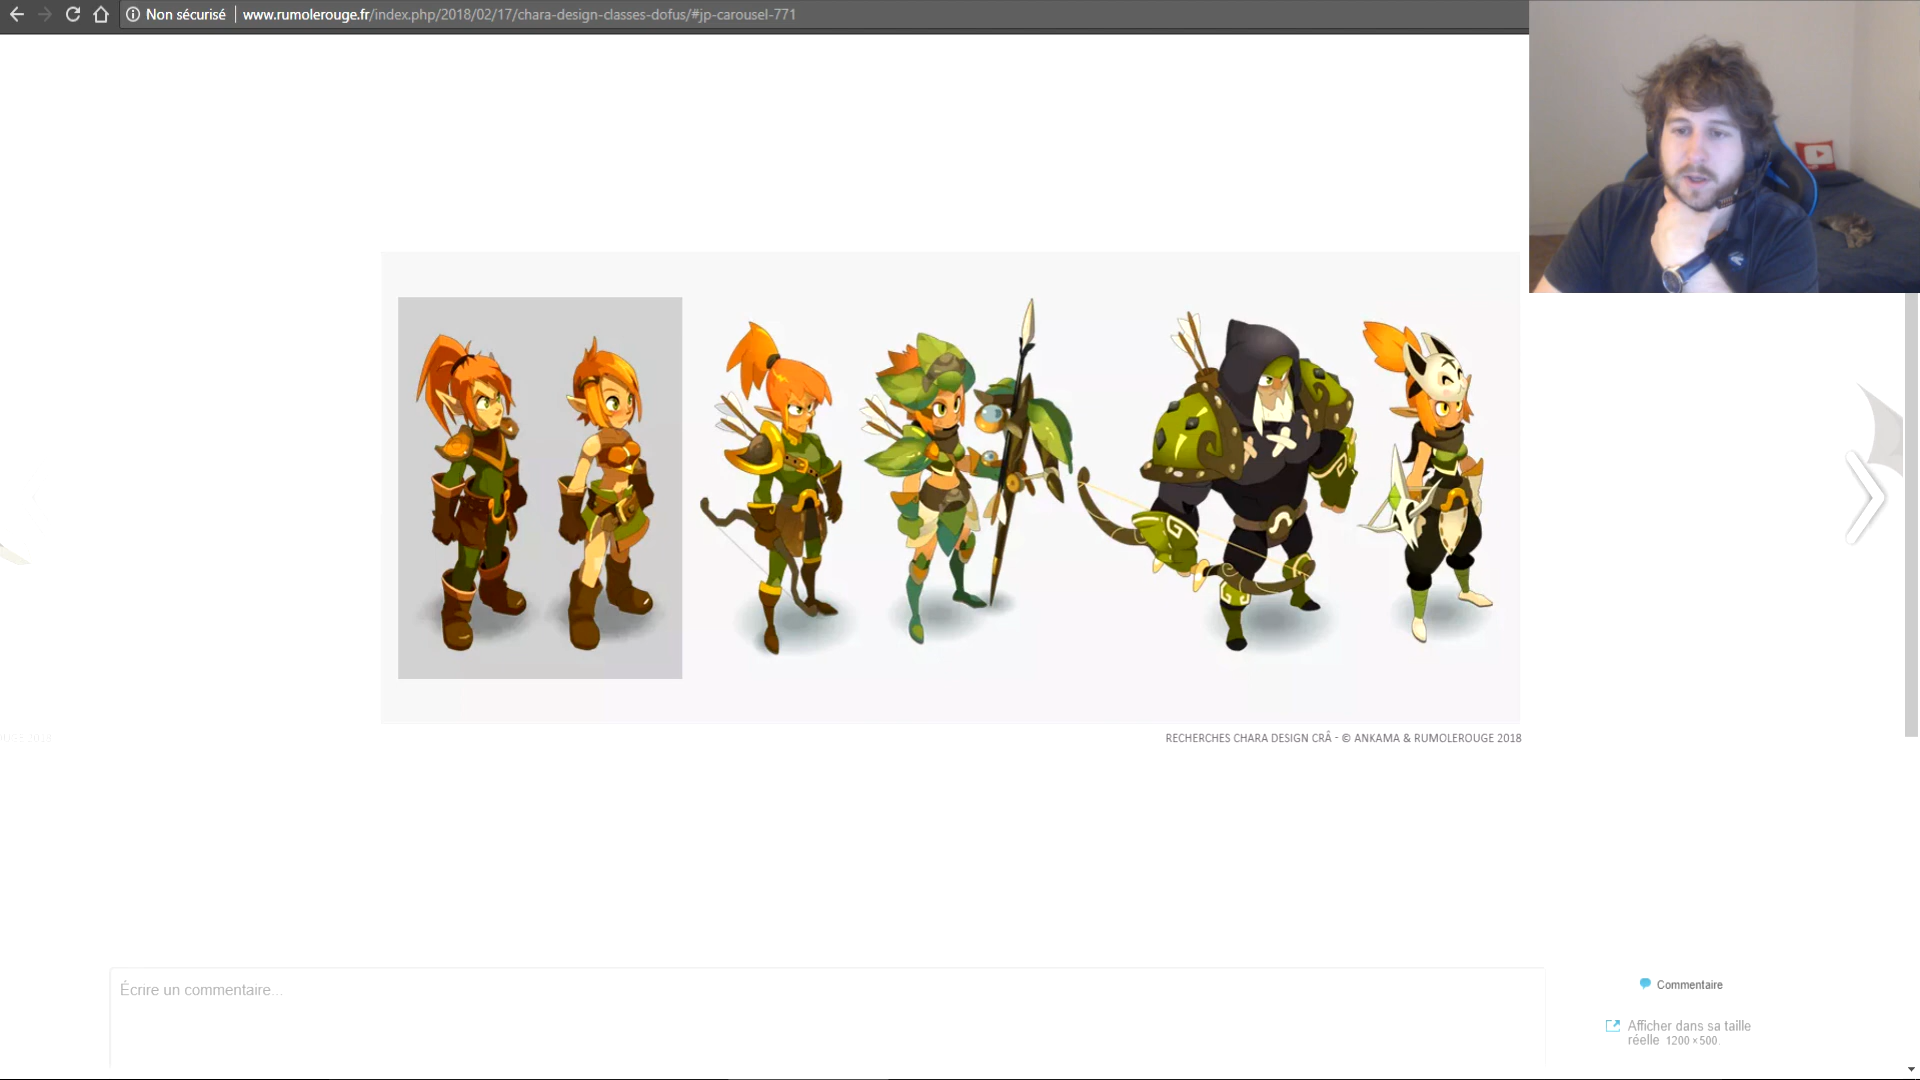 Non sécurisé
www.rumolerouge.fr/index.php/2018/02/17/chara-design-classes-dofus/#jp-carousel-771
RECHERCHES CHARA DESIGN CRÂ - © ANKAMA & RUMOLEROUGE 2018
Écrire un commentaire...
Commentaire
Afficher dans sa taille
réelle 1200×500.